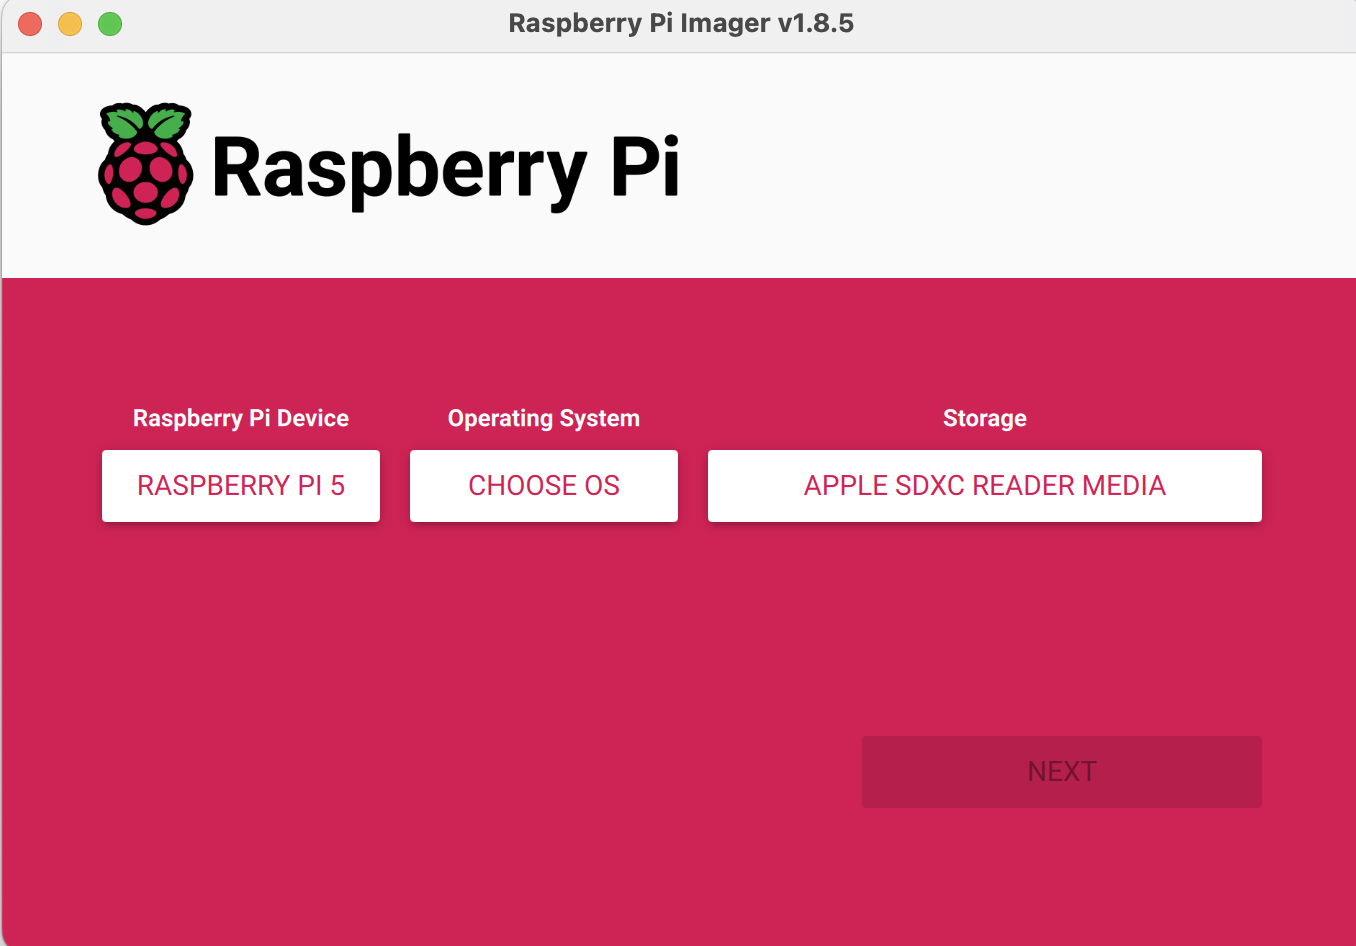 Raspberry Pi Imager v1.8.5
Raspberry Pi
Raspberry Pi Device
Operating System
Storage
RASPBERRY PI 5
CHOOSE OS
APPLE SDXC READER MEDIA
NEXT